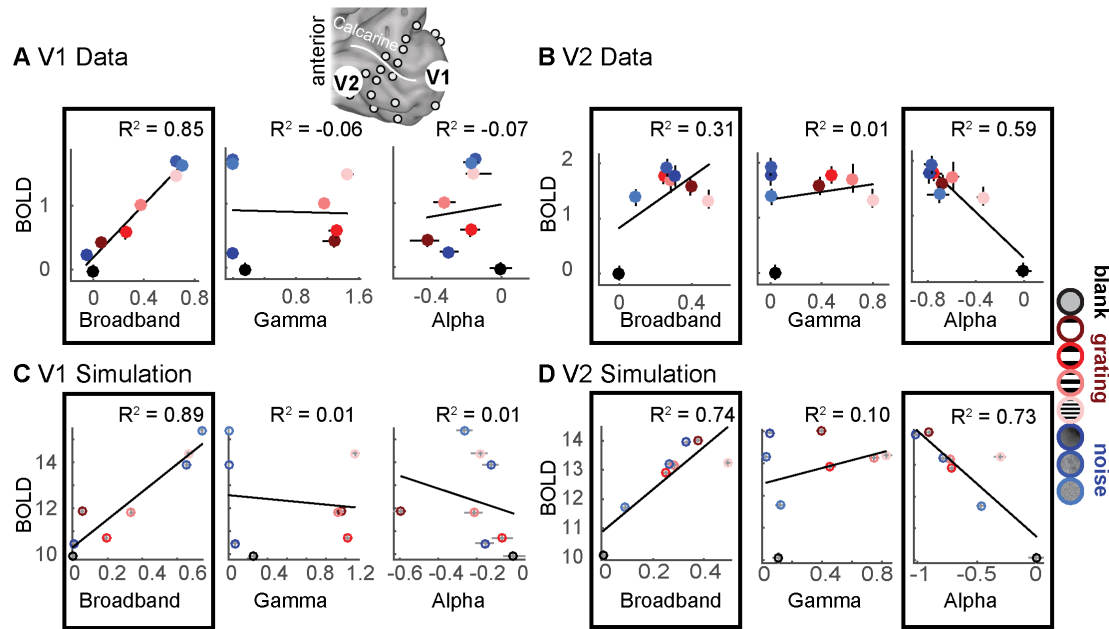 anterior
Calcarine
V2
V1
A V1 Data
B V2 Data
R² = 0.85
R² = -0.06
R² = -0.07
R² = 0.31
R² = 0.01
R² = 0.59
BOLD
1
0
0 0.4 0.8
Broadband
0.8 1.6
Gamma
-0.4 0
Alpha
BOLD
2
1
0
0 0.4
Broadband
0 0.4 0.8
Gamma
-0.8 -0.4 0
Alpha
blank
grating
noise
C V1 Simulation
D V2 Simulation
R² = 0.89
R² = 0.01
R² = 0.01
R² = 0.74
R² = 0.10
R² = 0.73
BOLD
14
12
10
0 0.2 0.4 0.6
Broadband
0 0.4 0.8 1.2
Gamma
-0.6 -0.4 -0.2 0
Alpha
BOLD
14
13
12
11
10
0 0.2 0.4
Broadband
0 0.4 0.8
Gamma
-1 -0.5 0
Alpha